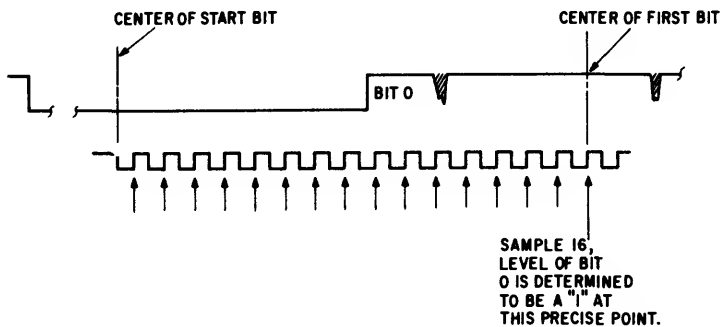 CENTER OF START BIT
CENTER OF FIRST BIT
BIT 0
SAMPLE 16,
LEVEL OF BIT
0 IS DETERMINED
TO BE A "1" AT
THIS PRECISE POINT.